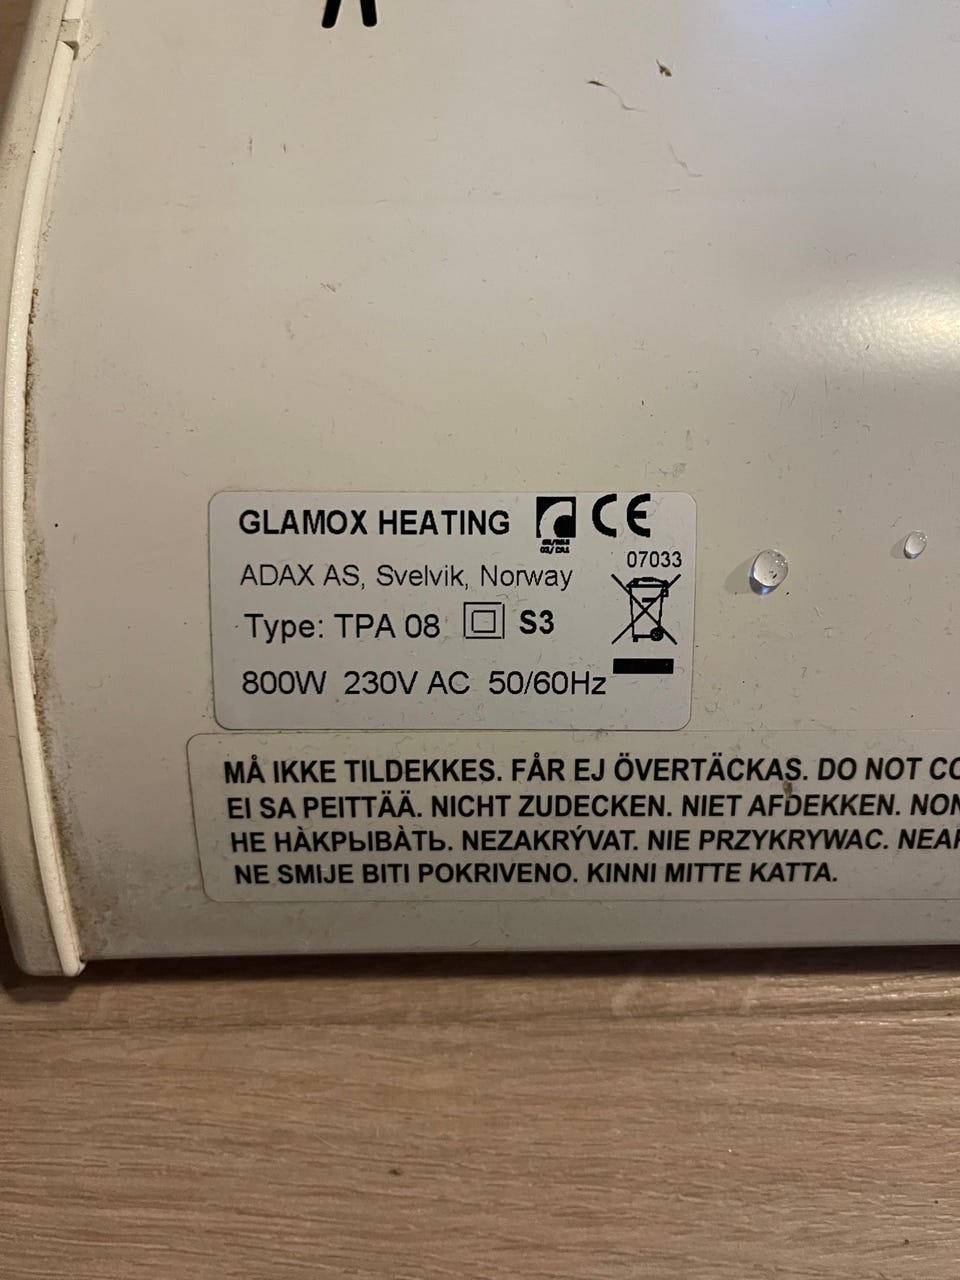 GLAMOX HEATING CE
07033
ADAX AS, Svelvik, Norway
Type: TPA 08 S3
800W 230V AC 50/60Hz
MÅ IKKE TILDEKKES. FÅR EJ ÖVERTÄCKAS. DO NOT
EI SA PEITTÄÄ. NICHT ZUDECKEN. NIET AFDEKKEN.
НЕ НÀКРЫВÀТЬ. NEZAKRÝVAT. NIE PRZYKRYWAC.
NE SMIJE BITI POKRIVENO. KINNI MITTE KATTA.